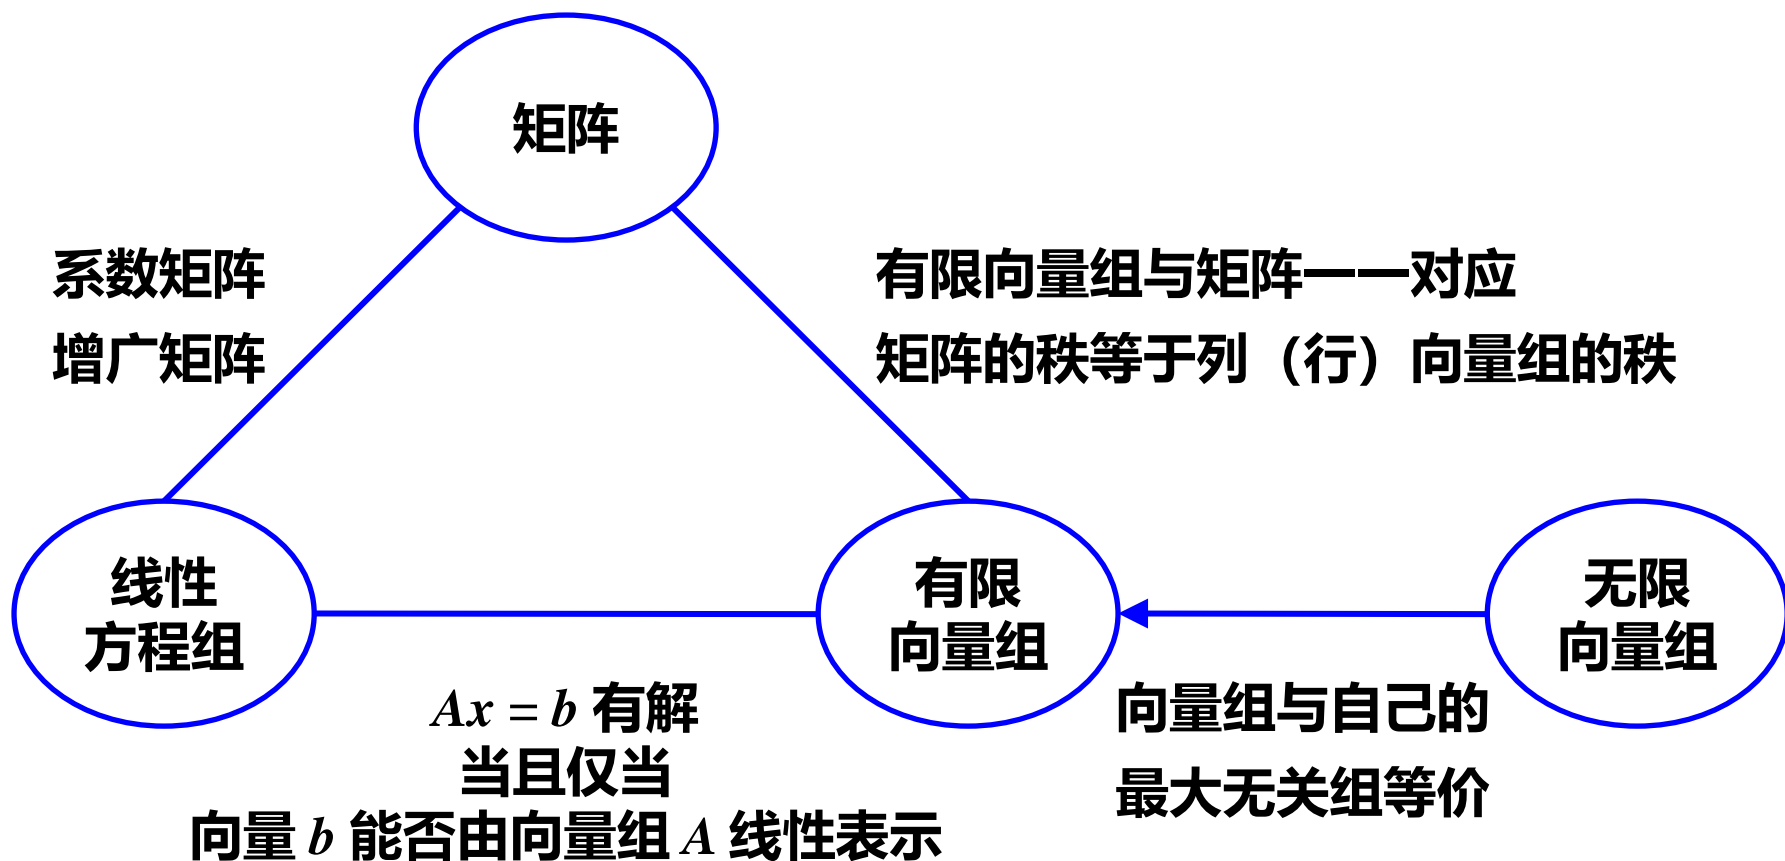 矩阵
系数矩阵
增广矩阵
有限向量组与矩阵一一对应
矩阵的秩等于列（行）向量组的秩
线性
方程组
有限
向量组
无限
向量组
Ax = b 有解
当且仅当
向量 b 能否由向量组 A 线性表示
向量组与自己的
最大无关组等价